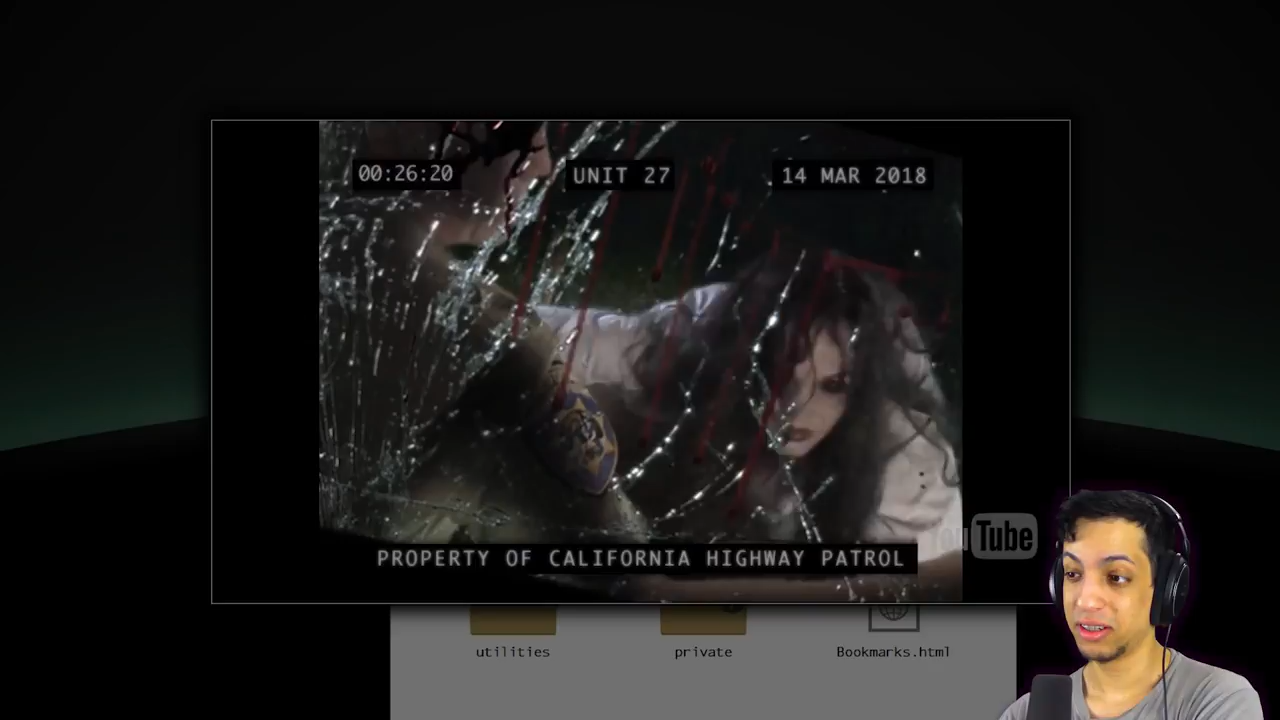 00:26:20 UNIT 27 14 MAR 2018
YouTube
PROPERTY OF CALIFORNIA HIGHWAY PATROL
utilities private Bookmarks.html